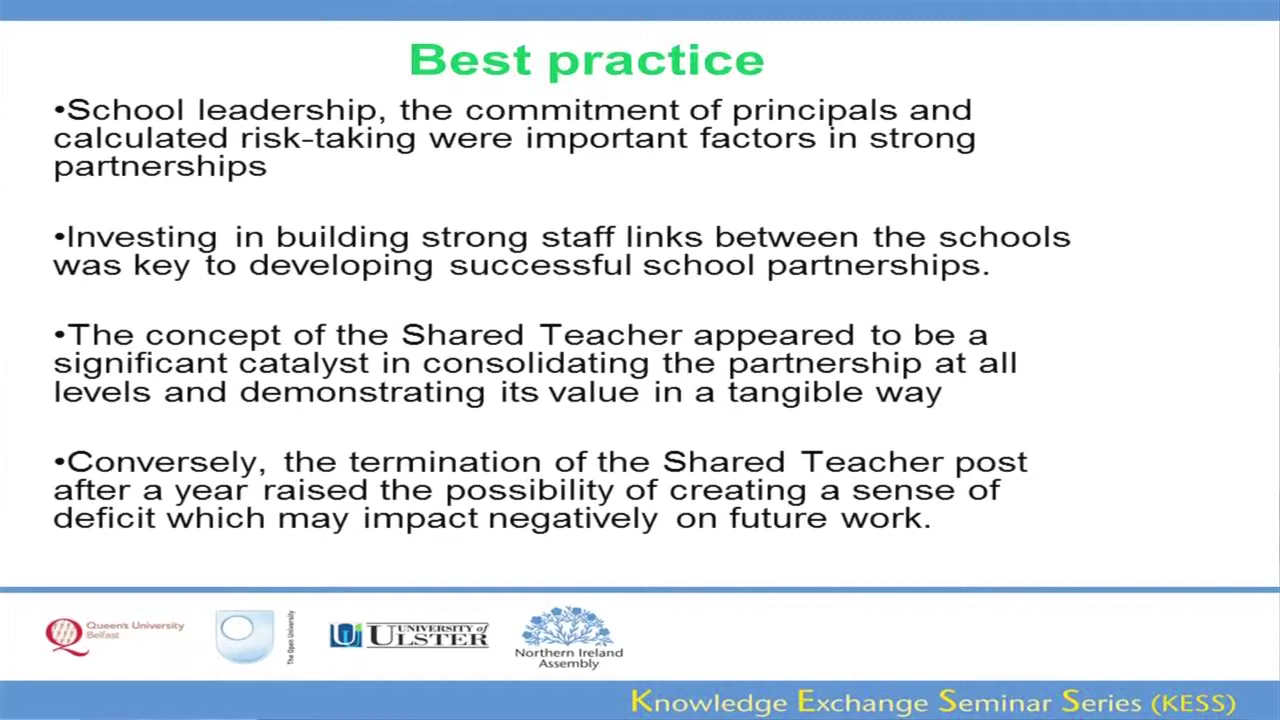 Best practice
•School leadership, the commitment of principals and
calculated risk-taking were important factors in strong
partnerships
•Investing in building strong staff links between the schools
was key to developing successful school partnerships.
•The concept of the Shared Teacher appeared to be a
significant catalyst in consolidating the partnership at all
levels and demonstrating its value in a tangible way
•Conversely, the termination of the Shared Teacher post
after a year raised the possibility of creating a sense of
deficit which may impact negatively on future work.
Queen's University
Belfast
The Open University
UNIVERSITY of
ULSTER
Northern Ireland
Assembly
Knowledge Exchange Seminar Series (KESS)